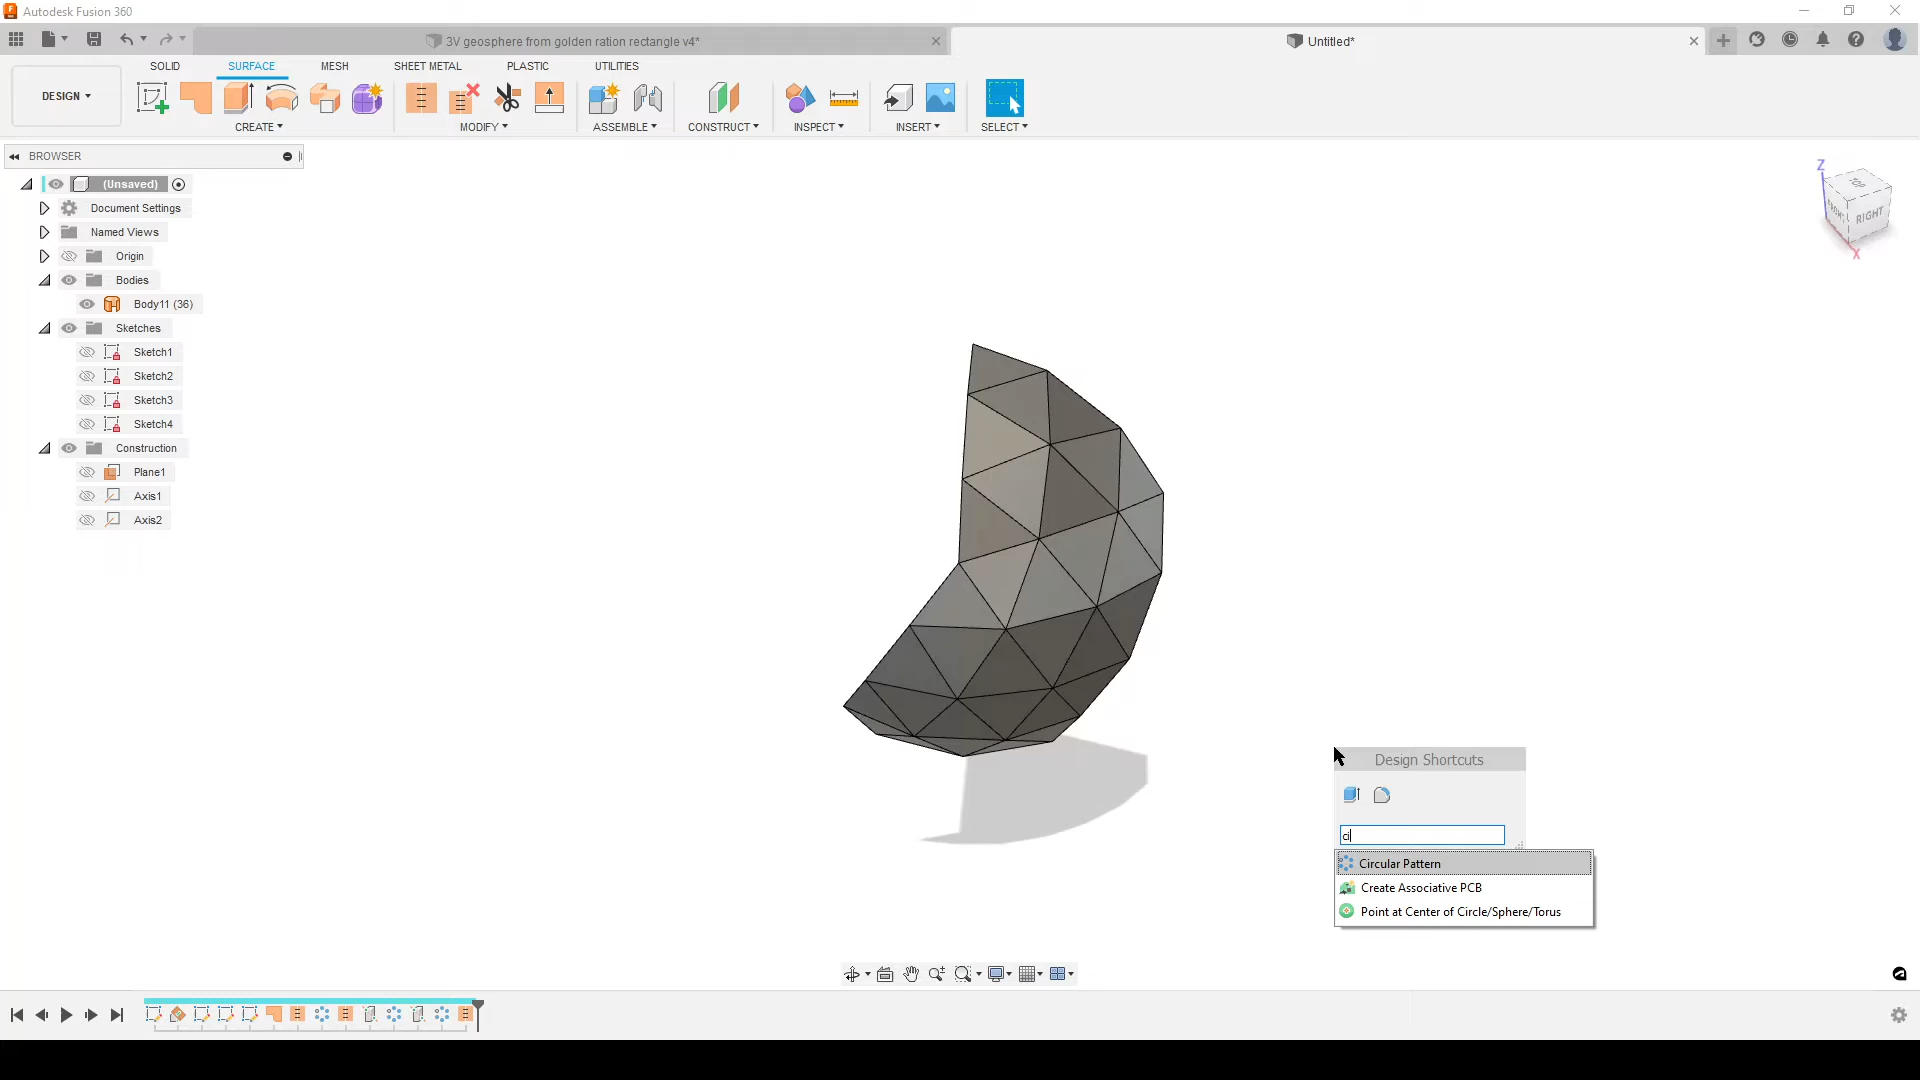 Autodesk Fusion 360
3V geosphere from golden ration rectangle v4*
Untitled*
SOLID SURFACE MESH SHEET METAL PLASTIC UTILITIES
DESIGN
CREATE MODIFY ASSEMBLE CONSTRUCT INSPECT INSERT SELECT
BROWSER
(Unsaved)
Document Settings
Named Views
Origin
Bodies
Body11 (36)
Sketches
Sketch1
Sketch2
Sketch3
Sketch4
Construction
Plane1
Axis1
Axis2
Z
TOP
FRONT
RIGHT
X
Design Shortcuts
ci
Circular Pattern
Create Associative PCB
Point at Center of Circle/Sphere/Torus